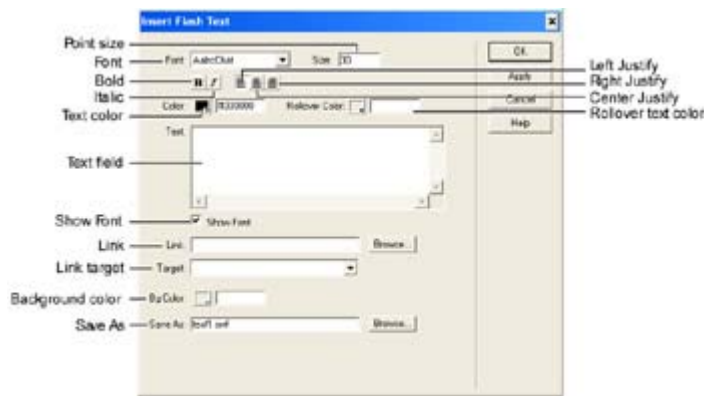 Insert Flash Text
Point size
Font
Font: Size: 30
OK
Left Justify
Right Justify
Bold
B I
Apply
Center Justify
Italic
Cancel
Rollover text color
Text color
Color: Rollover Color:
Help
Text:
Text field
Show Font
Show Font
Link
Link: Browse...
Link target
Target:
Background color
Bg Color:
Save As
Save As: text1.swf Browse...